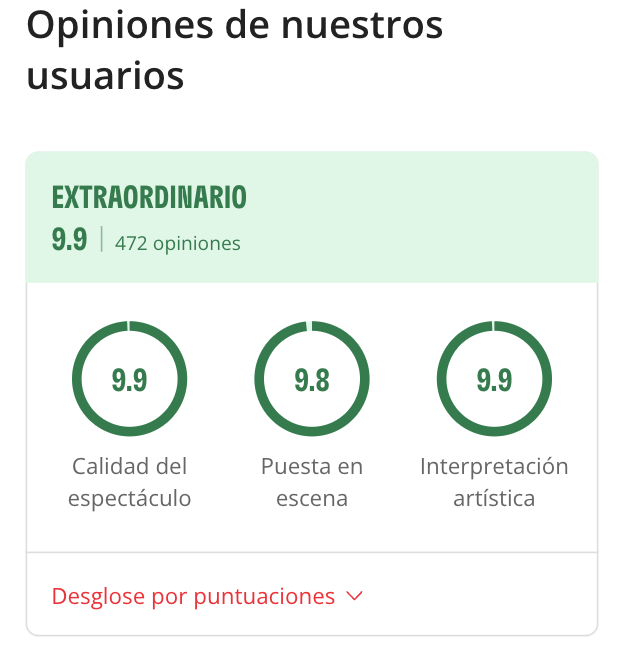 Opiniones de nuestros
usuarios
EXTRAORDINARIO
9.9 | 472 opiniones
9.9
9.8
9.9
Calidad del
espectáculo
Puesta en
escena
Interpretación
artística
Desglose por puntuaciones